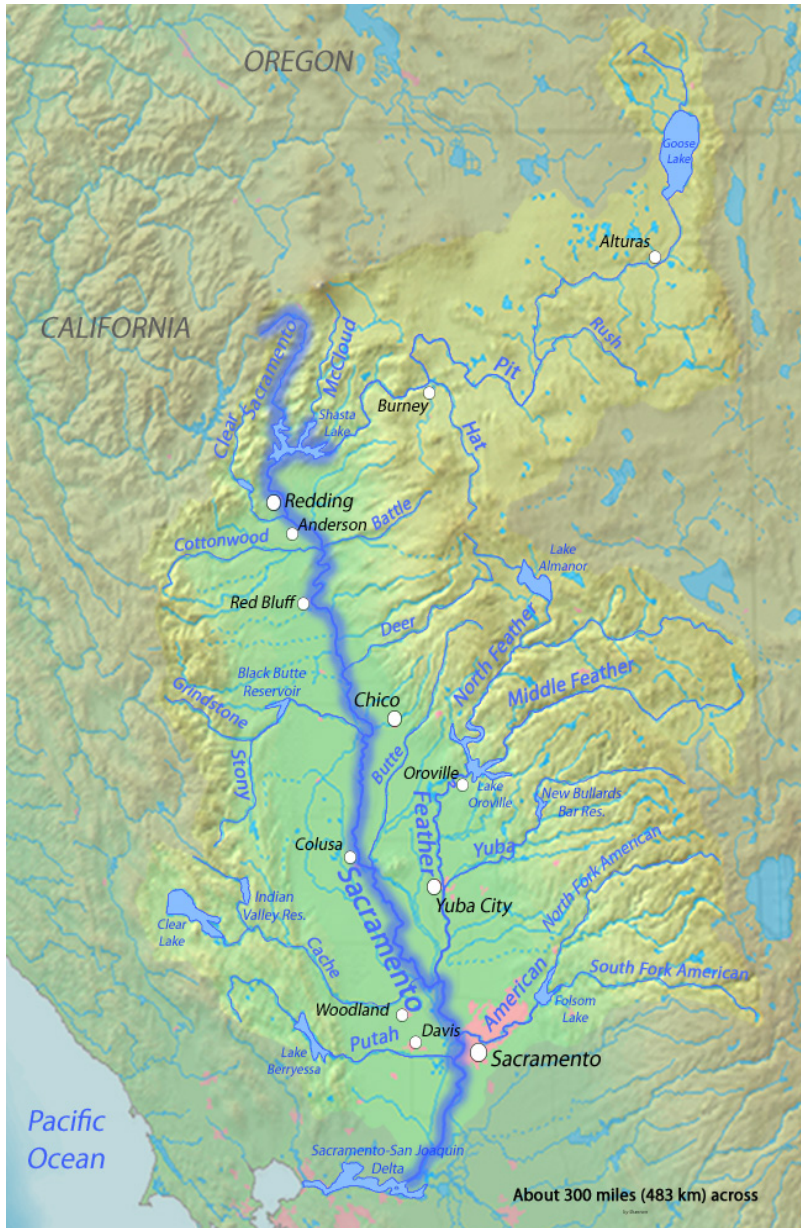 OREGON
Goose
Lake
Alturas
CALIFORNIA
Sacramento
McCloud
Rush
Pit
Clear
Burney
Shasta
Lake
Hat
Redding
Battle
Anderson
Cottonwood
Lake
Almanor
Red Bluff
Deer
North Feather
Black Butte
Reservoir
Middle Feather
Grindstone
Chico
Stony
Butte
Oroville
Lake
Oroville
New Bullards
Bar Res.
Feather
Yuba
Colusa
North Fork American
Sacramento
Yuba City
Indian
Valley Res.
Clear
Lake
Cache
American
South Fork American
Folsom
Lake
Woodland
Davis
Putah
Lake
Berryessa
Sacramento
Pacific
Ocean
Sacramento-San Joaquin
Delta
About 300 miles (483 km) across
by Shannon